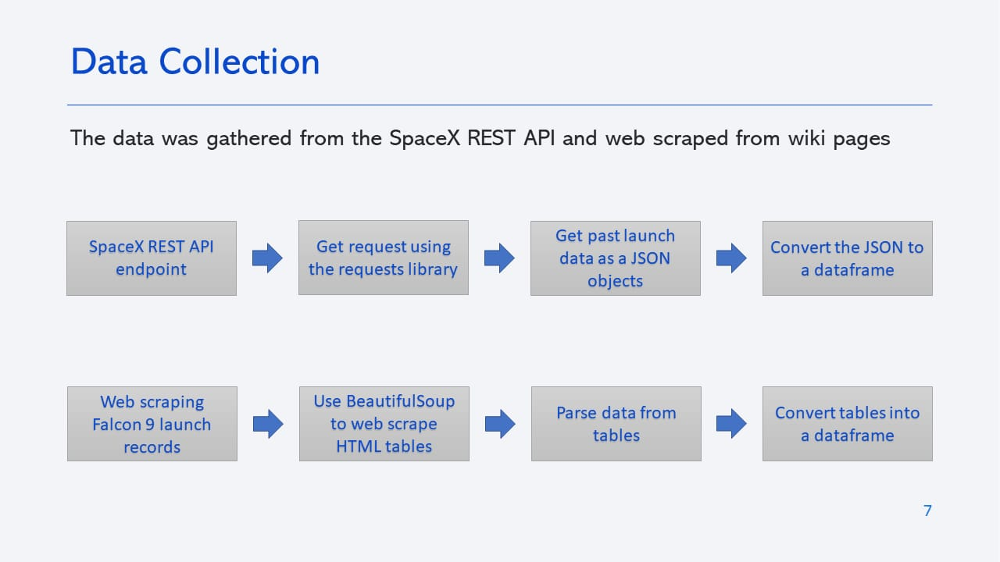 Data Collection
The data was gathered from the SpaceX REST API and web scraped from wiki pages
SpaceX REST API
endpoint
Get request using
the requests library
Get past launch
data as a JSON
objects
Convert the JSON to
a dataframe
Web scraping
Falcon 9 launch
records
Use BeautifulSoup
to web scrape
HTML tables
Parse data from
tables
Convert tables into
a dataframe
7